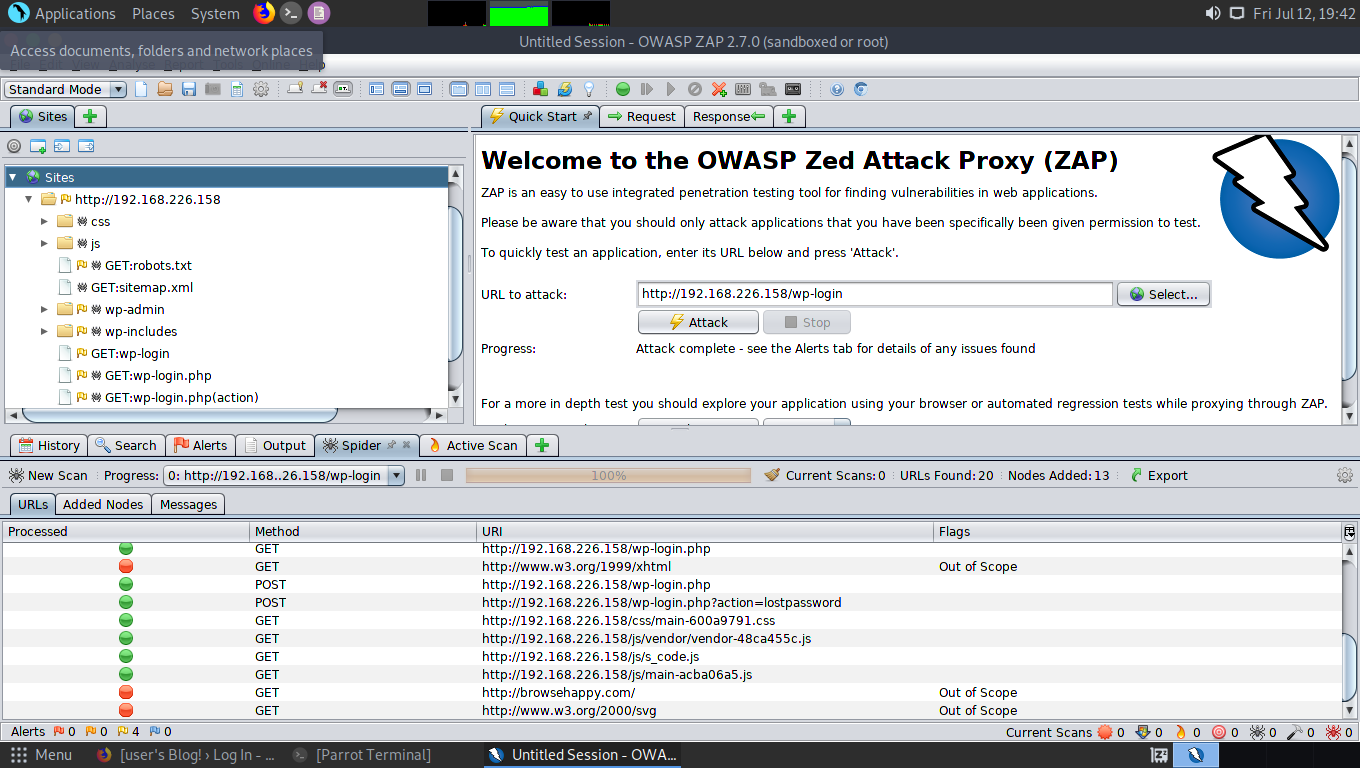 Applications Places System Fri Jul 12, 19:42
Untitled Session - OWASP ZAP 2.7.0 (sandboxed or root)
Access documents, folders and network places
Help
Standard Mode
Sites
Quick Start Request Response
Sites
http://192.168.226.158
css
js
GET:robots.txt
GET:sitemap.xml
wp-admin
wp-includes
GET:wp-login
GET:wp-login.php
GET:wp-login.php(action)
Welcome to the OWASP Zed Attack Proxy (ZAP)
ZAP is an easy to use integrated penetration testing tool for finding vulnerabilities in web applications.
Please be aware that you should only attack applications that you have been specifically been given permission to test.
To quickly test an application, enter its URL below and press 'Attack'.
URL to attack: http://192.168.226.158/wp-login Select...
Attack Stop
Progress: Attack complete - see the Alerts tab for details of any issues found
For a more in depth test you should explore your application using your browser or automated regression tests while proxying through ZAP.
History Search Alerts Output Spider Active Scan
New Scan Progress: 0: http://192.168..26.158/wp-login 100% Current Scans: 0 URLs Found: 20 Nodes Added: 13 Export
URLs Added Nodes Messages
Processed Method URI Flags
GET http://192.168.226.158/wp-login.php
GET http://www.w3.org/1999/xhtml Out of Scope
POST http://192.168.226.158/wp-login.php
POST http://192.168.226.158/wp-login.php?action=lostpassword
GET http://192.168.226.158/css/main-600a9791.css
GET http://192.168.226.158/js/vendor/vendor-48ca455c.js
GET http://192.168.226.158/js/s_code.js
GET http://192.168.226.158/js/main-acba06a5.js
GET http://browsehappy.com/ Out of Scope
GET http://www.w3.org/2000/svg Out of Scope
Alerts 0 0 4 0 Current Scans 0 0 0 0 0 0 0
Menu [user's Blog! › Log In - ... [Parrot Terminal] Untitled Session - OWA...